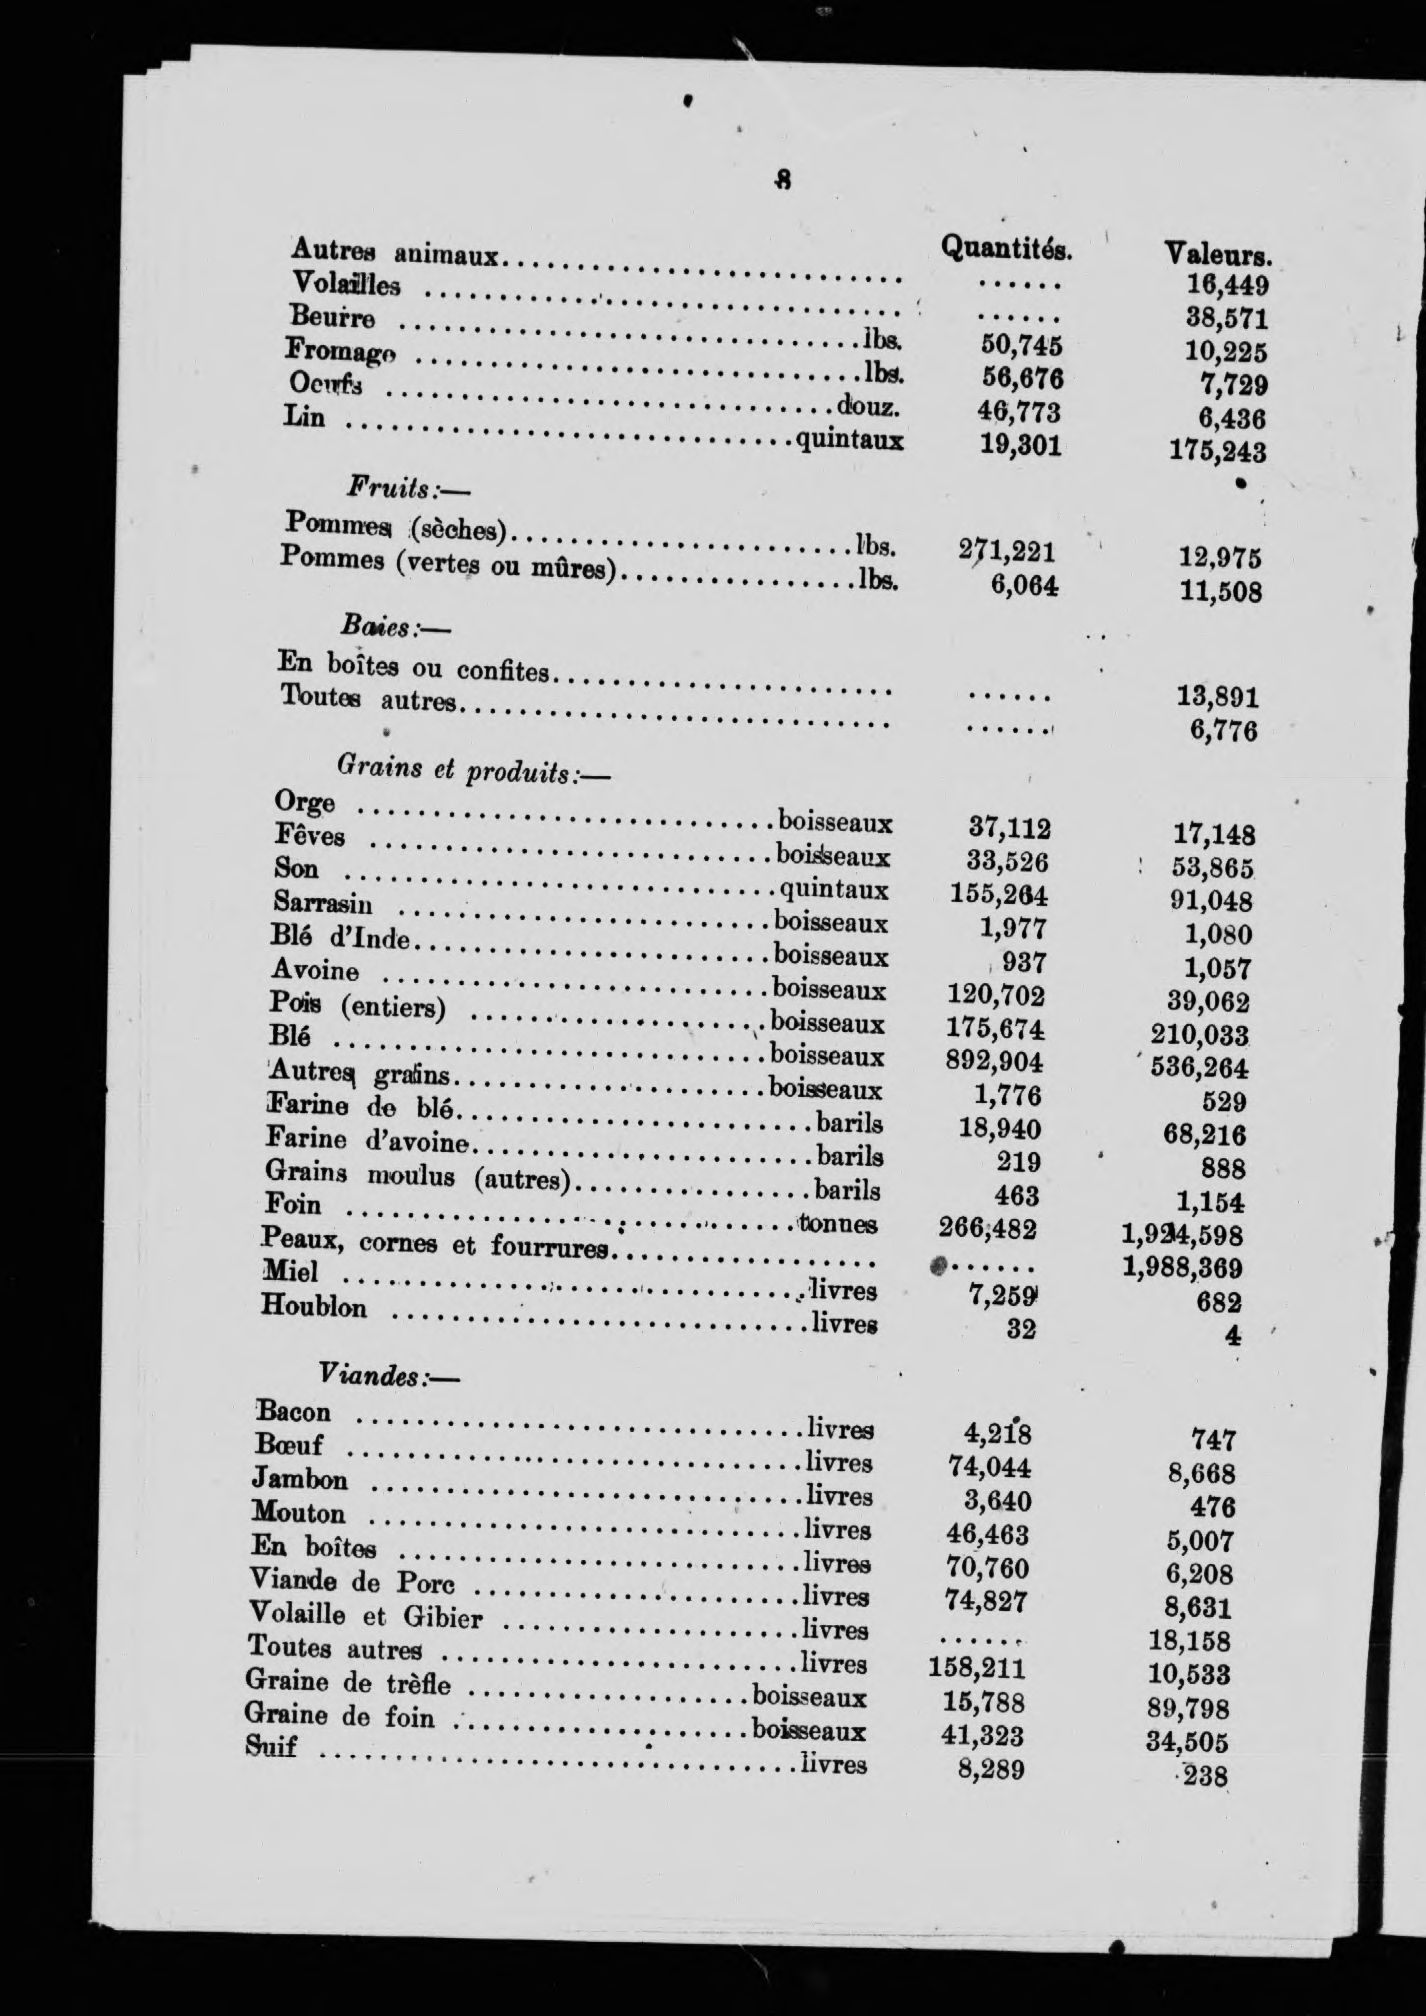 8
Quantités. Valeurs.
Autres animaux.............................. ...... 16,449
Volailles ................................ ...... 38,571
Beurre ...............................lbs. 50,745 10,225
Fromage ..............................lbs. 56,676 7,729
Oeufs ..............................douz. 46,773 6,436
Lin ..............................quintaux 19,301 175,243
Fruits:—
Pommes (sèches).......................lbs. 271,221 12,975
Pommes (vertes ou mûres)................lbs. 6,064 11,508
Baies:—
En boîtes ou confites....................... ...... 13,891
Toutes autres............................. ...... 6,776
Grains et produits:—
Orge ............................boisseaux 37,112 17,148
Fêves ...........................boisseaux 33,526 53,865
Son .............................quintaux 155,264 91,048
Sarrasin .........................boisseaux 1,977 1,080
Blé d'Inde........................boisseaux 937 1,057
Avoine ..........................boisseaux 120,702 39,062
Pois (entiers) ....................boisseaux 175,674 210,033
Blé .............................boisseaux 892,904 536,264
Autres grains.....................boisseaux 1,776 529
Farine de blé........................barils 18,940 68,216
Farine d'avoine.......................barils 219 888
Grains moulus (autres)................barils 463 1,154
Foin ..............................tonnes 266,482 1,924,598
Peaux, cornes et fourrures.................. ...... 1,988,369
Miel ...............................livres 7,259 682
Houblon ............................livres 32 4
Viandes:—
Bacon ..............................livres 4,218 747
Bœuf ...............................livres 74,044 8,668
Jambon .............................livres 3,640 476
Mouton .............................livres 46,463 5,007
En boîtes ...........................livres 70,760 6,208
Viande de Porc ......................livres 74,827 8,631
Volaille et Gibier ....................livres ...... 18,158
Toutes autres ........................livres 158,211 10,533
Graine de trèfle ...................boisseaux 15,788 89,798
Graine de foin ....................boisseaux 41,323 34,505
Suif ................................livres 8,289 238